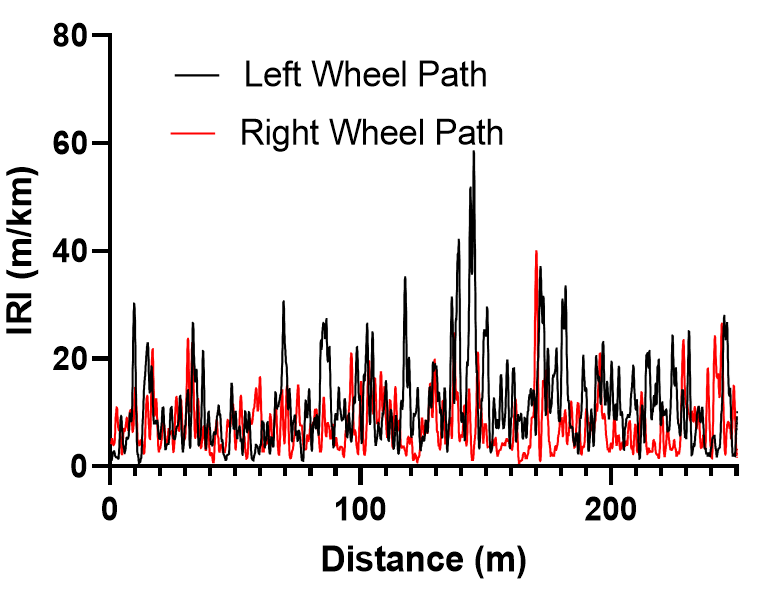 80
60
40
20
0
IRI (m/km)
Left Wheel Path
Right Wheel Path
0
100
200
Distance (m)